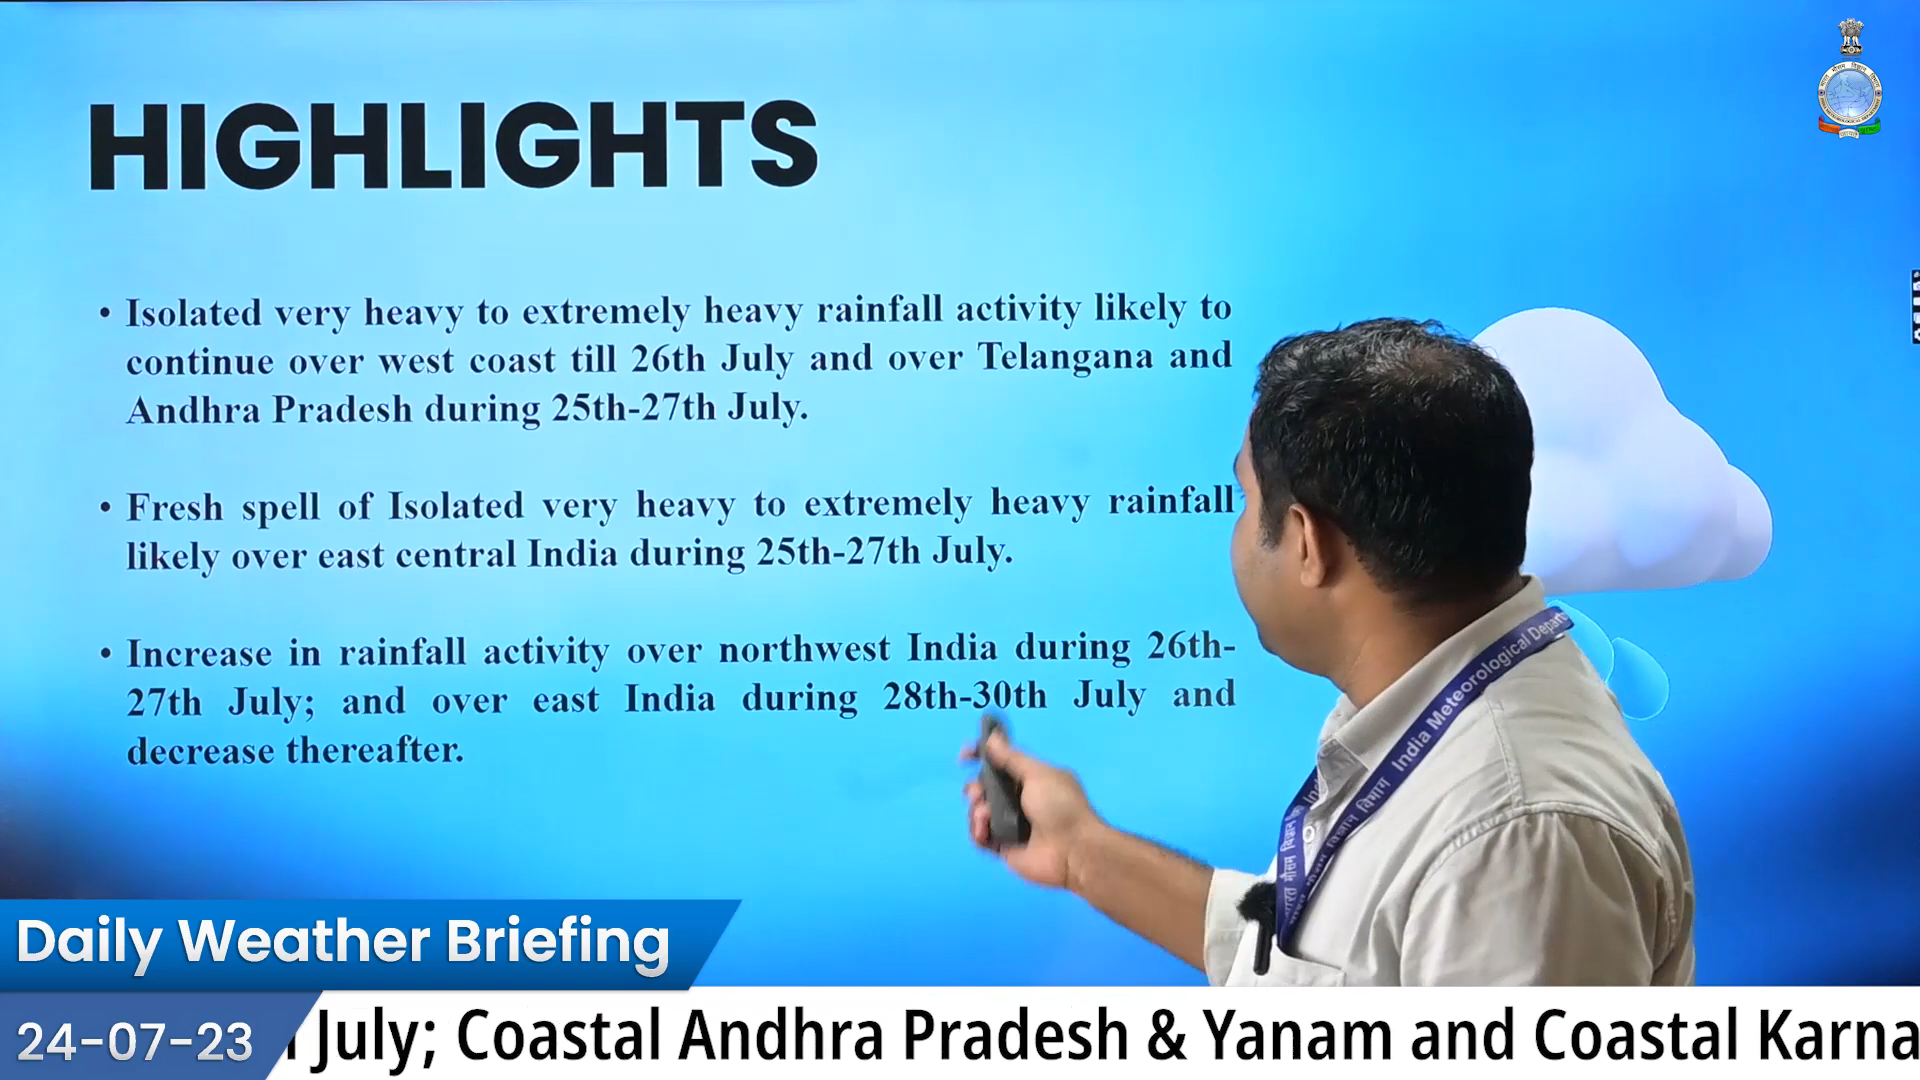 HIGHLIGHTS
• Isolated very heavy to extremely heavy rainfall activity likely to
continue over west coast till 26th July and over Telangana and
Andhra Pradesh during 25th-27th July.
• Fresh spell of Isolated very heavy to extremely heavy rainfall
likely over east central India during 25th-27th July.
• Increase in rainfall activity over northwest India during 26th-
27th July; and over east India during 28th-30th July and
decrease thereafter.
भारत मौसम विज्ञान
विज्ञान विभाग India Meteorological Depart
Daily Weather Briefing
24-07-23
July; Coastal Andhra Pradesh & Yanam and Coastal Karna